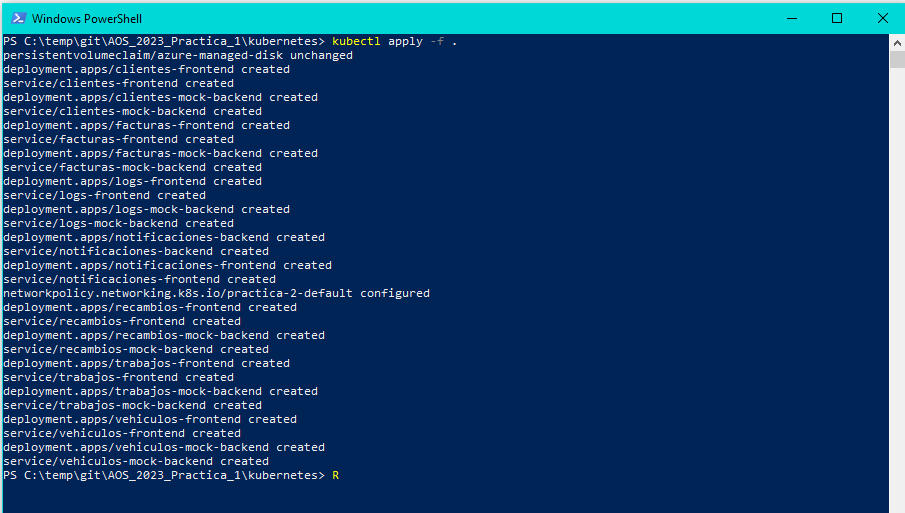 Windows PowerShell
PS C:\temp\git\AOS_2023_Practica_1\kubernetes> kubectl apply -f .
persistentvolumeclaim/azure-managed-disk unchanged
deployment.apps/clientes-frontend created
service/clientes-frontend created
deployment.apps/clientes-mock-backend created
service/clientes-mock-backend created
deployment.apps/facturas-frontend created
service/facturas-frontend created
deployment.apps/facturas-mock-backend created
service/facturas-mock-backend created
deployment.apps/logs-frontend created
service/logs-frontend created
deployment.apps/logs-mock-backend created
service/logs-mock-backend created
deployment.apps/notificaciones-backend created
service/notificaciones-backend created
deployment.apps/notificaciones-frontend created
service/notificaciones-frontend created
networkpolicy.networking.k8s.io/practica-2-default configured
deployment.apps/recambios-frontend created
service/recambios-frontend created
deployment.apps/recambios-mock-backend created
service/recambios-mock-backend created
deployment.apps/trabajos-frontend created
service/trabajos-frontend created
deployment.apps/trabajos-mock-backend created
service/trabajos-mock-backend created
deployment.apps/vehiculos-frontend created
service/vehiculos-frontend created
deployment.apps/vehiculos-mock-backend created
service/vehiculos-mock-backend created
PS C:\temp\git\AOS_2023_Practica_1\kubernetes> R